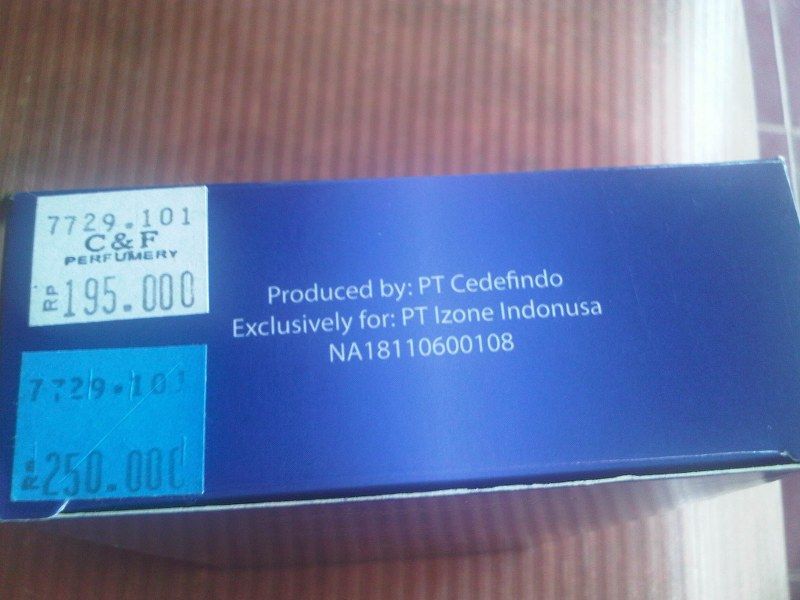 7729.101
C & F
PERFUMERY
RP 195.000
7729.101
Rp 250.000
Produced by: PT Cedefindo
Exclusively for: PT Izone Indonusa
NA18110600108